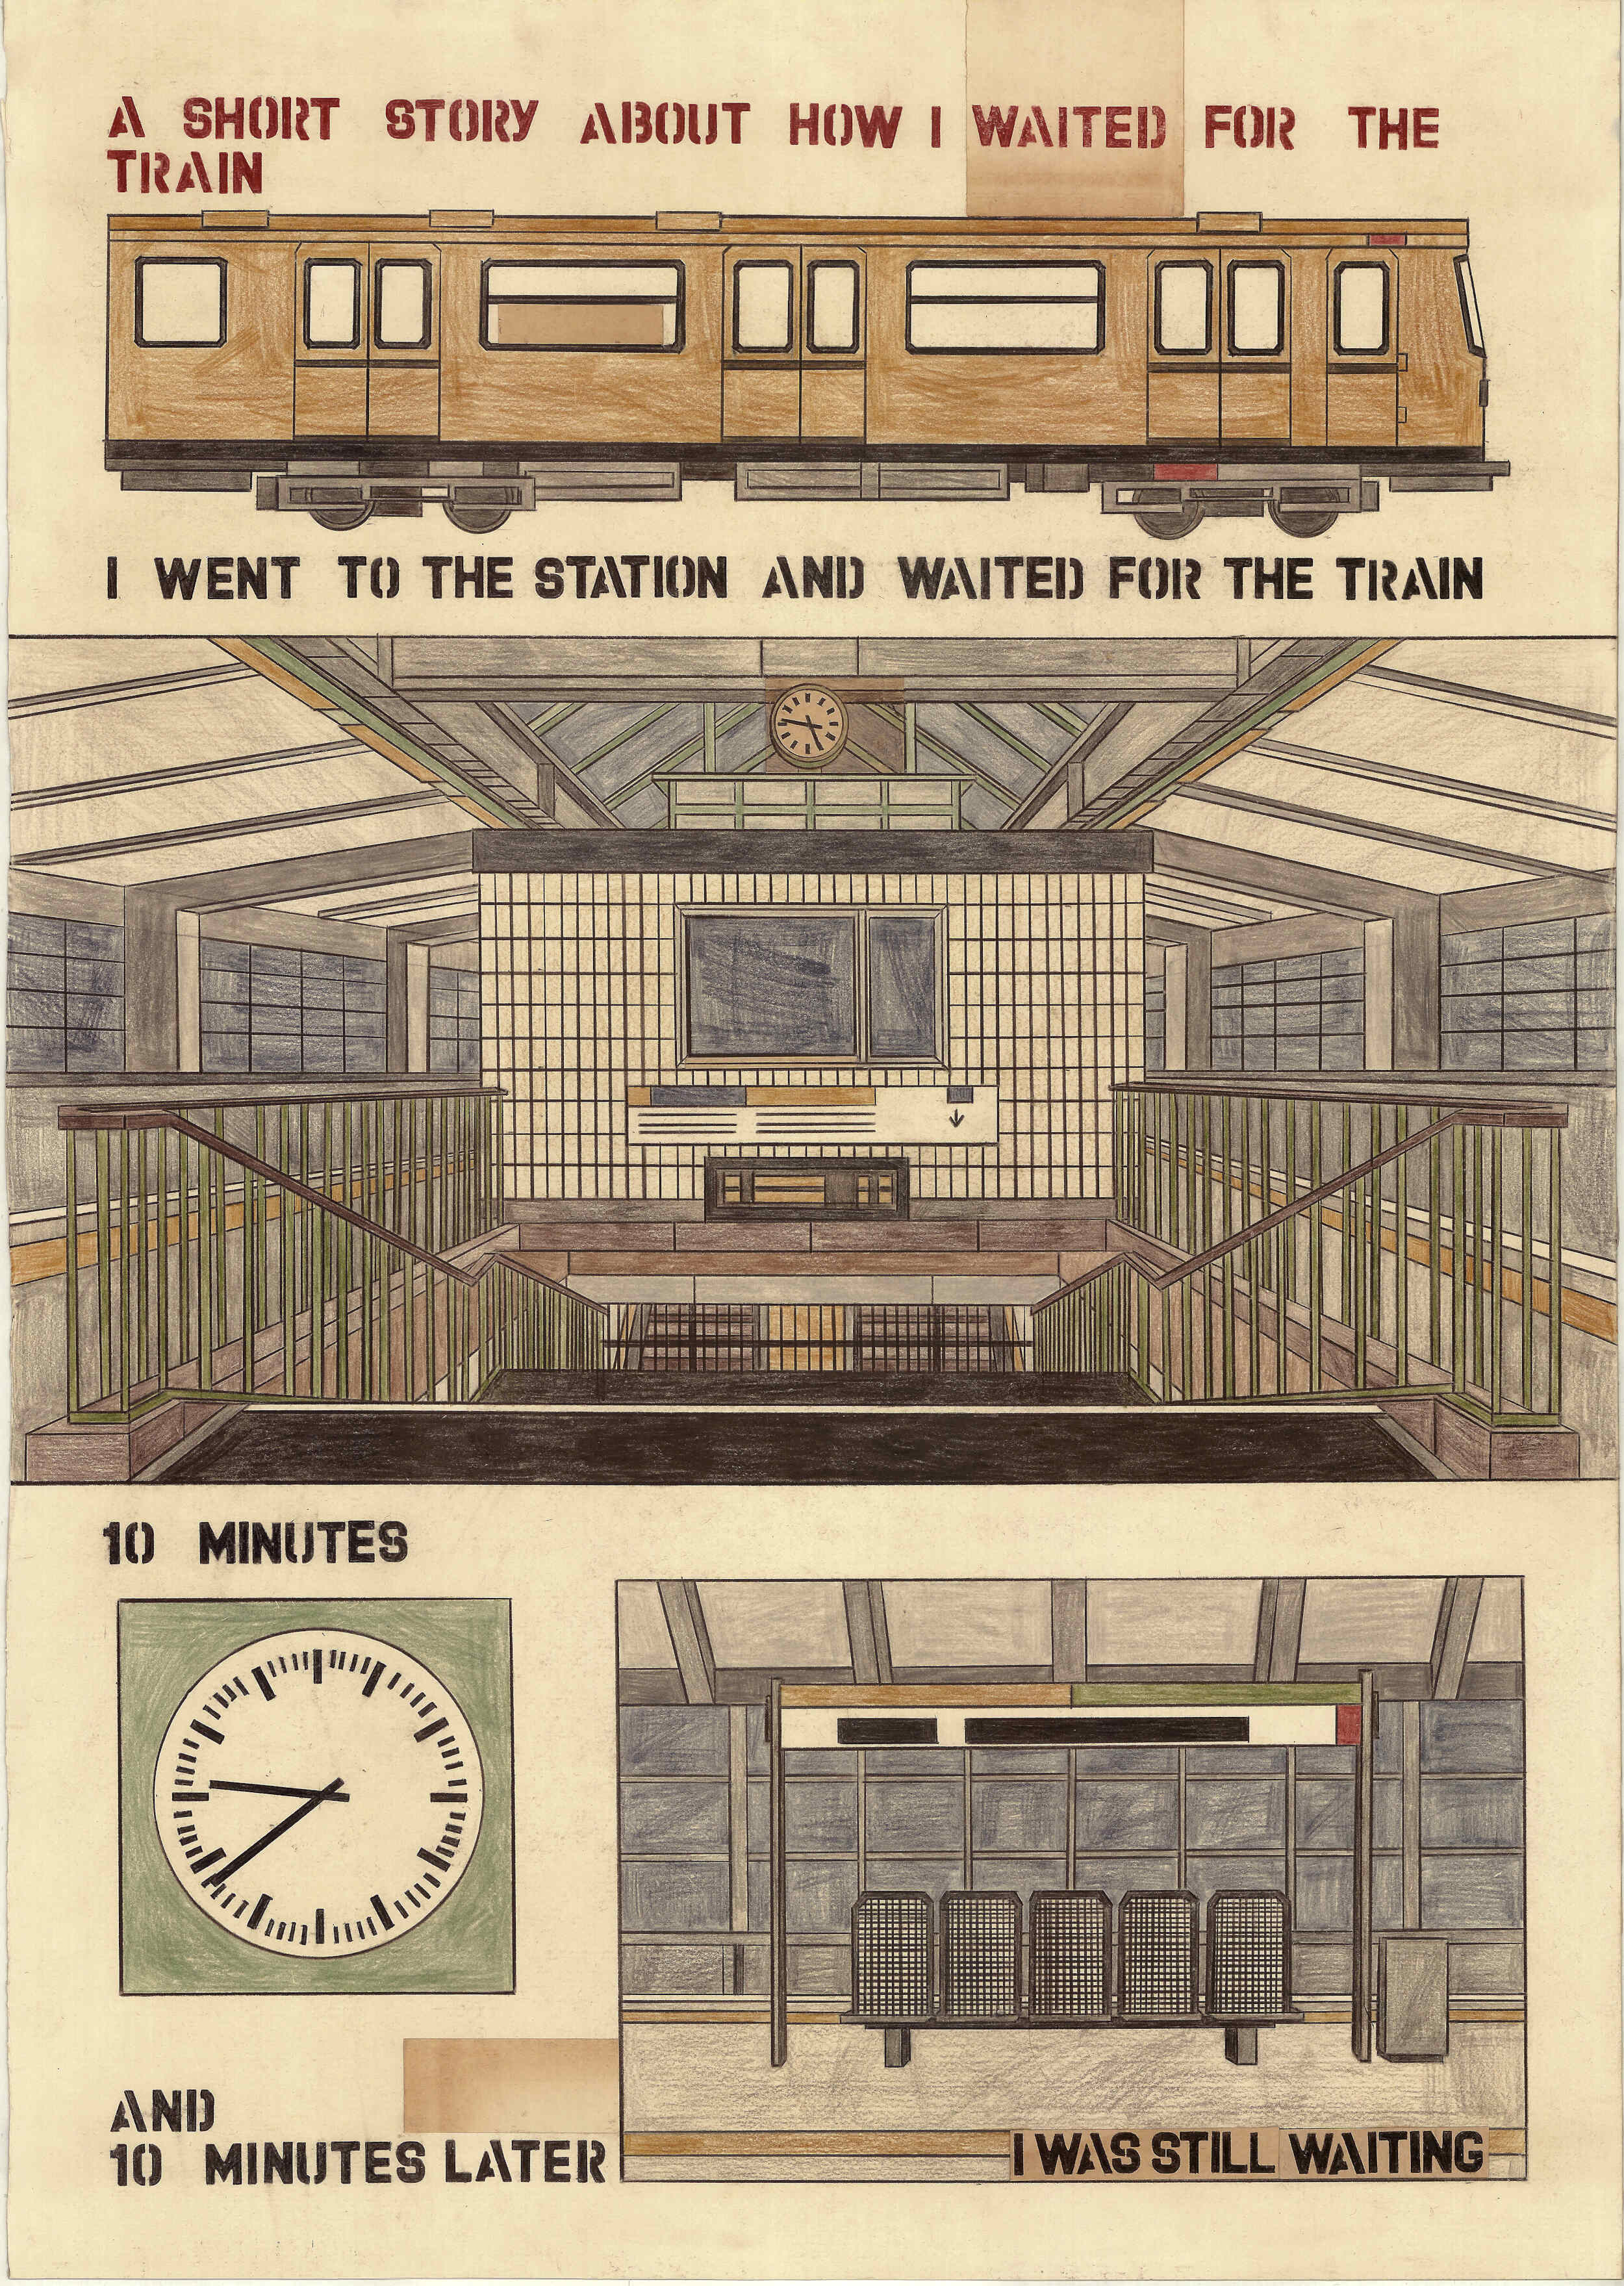 A SHORT STORY ABOUT HOW I WAITED FOR THE
TRAIN
I WENT TO THE STATION AND WAITED FOR THE TRAIN
10 MINUTES
AND
10 MINUTES LATER
I WAS STILL WAITING